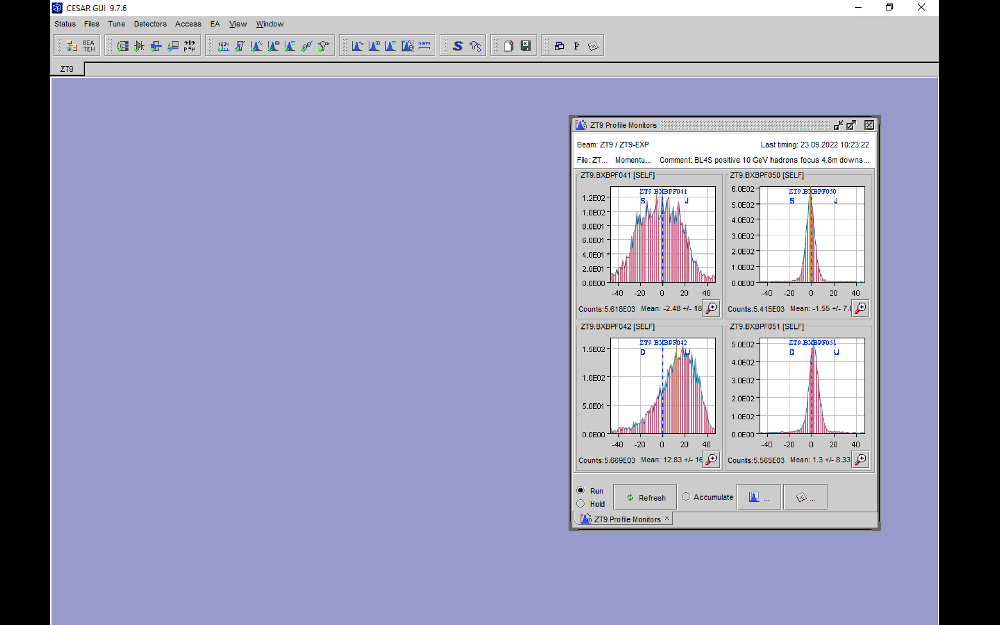 CESAR GUI 9.7.6
Status Files Tune Detectors Access EA View Window
BEA
TCH
p4μ
1234
norm
S
S
B
P
ZT9
ZT9 Profile Monitors
Beam: ZT9 / ZT9-EXP Last timing: 23.09.2022 10:23:22
File: ZT... Momentu... Comment: BL4S positive 10 GeV hadrons focus 4.8m downs...
ZT9.BXBPF041 [SELF]
ZT9.BXBPF041
S J
1.2E02
1.0E02
8.0E01
6.0E01
4.0E01
2.0E01
0.0E00
-40 -20 0 20 40
Counts:5.618E03 Mean: -2.48 +/- 18
ZT9.BXBPF050 [SELF]
ZT9.BXBPF050
S J
6.0E02
5.0E02
4.0E02
3.0E02
2.0E02
1.0E02
0.0E00
-40 -20 0 20 40
Counts:5.415E03 Mean: -1.55 +/- 7.0
ZT9.BXBPF042 [SELF]
ZT9.BXBPF042
D U
1.5E02
1.0E02
5.0E01
0.0E00
-40 -20 0 20 40
Counts:5.669E03 Mean: 12.83 +/- 16
ZT9.BXBPF051 [SELF]
ZT9.BXBPF051
D U
5.0E02
4.0E02
3.0E02
2.0E02
1.0E02
0.0E00
-40 -20 0 20 40
Counts:5.565E03 Mean: 1.3 +/- 8.33
Run
Hold
Refresh
Accumulate
...
...
ZT9 Profile Monitors